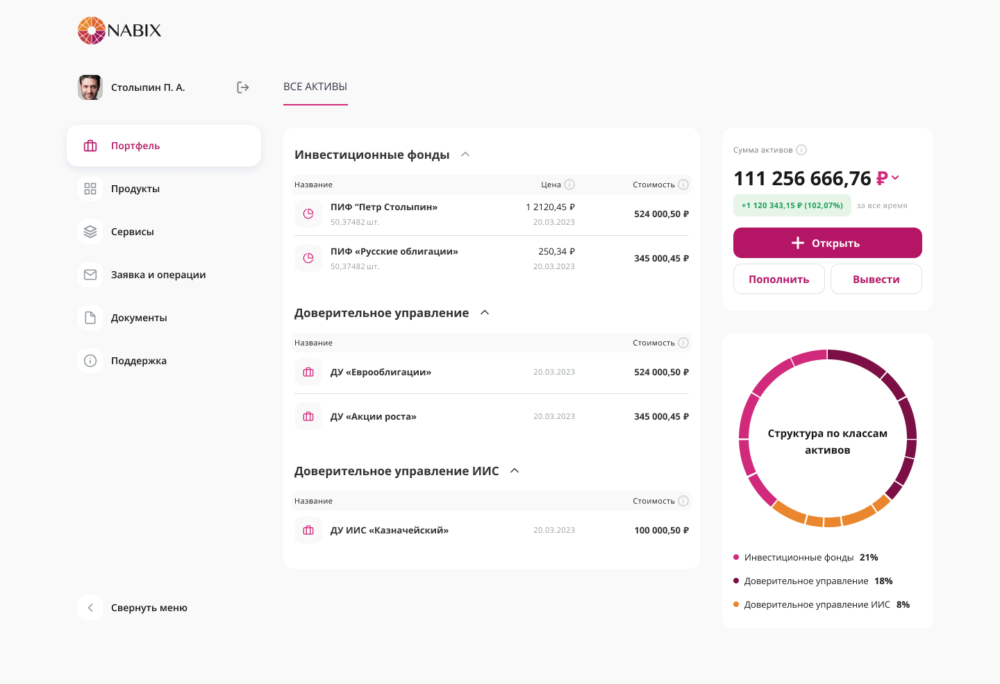 NABIX
Столыпин П. А.
ВСЕ АКТИВЫ
Портфель
Продукты
Сервисы
Заявка и операции
Документы
Поддержка
Свернуть меню
Инвестиционные фонды
Название Цена Стоимость
ПИФ “Петр Столыпин» 1 2120,45 ₽ 524 000,50 ₽
50,37482 шт. 20.03.2023
ПИФ «Русские облигации» 250,34 ₽ 345 000,45 ₽
50,37482 шт. 20.03.2023
Доверительное управление
Название Стоимость
ДУ «Еврооблигации» 20.03.2023 524 000,50 ₽
ДУ «Акции роста» 20.03.2023 345 000,45 ₽
Доверительное управление ИИС
Название Стоимость
ДУ ИИС «Казначейский» 20.03.2023 100 000,50 ₽
Сумма активов
111 256 666,76 ₽
+1 120 343,15 ₽ (102,07%) за все время
Открыть
Пополнить Вывести
Структура по классам
активов
Инвестиционные фонды 21%
Доверительное управление 18%
Доверительное управление ИИС 8%